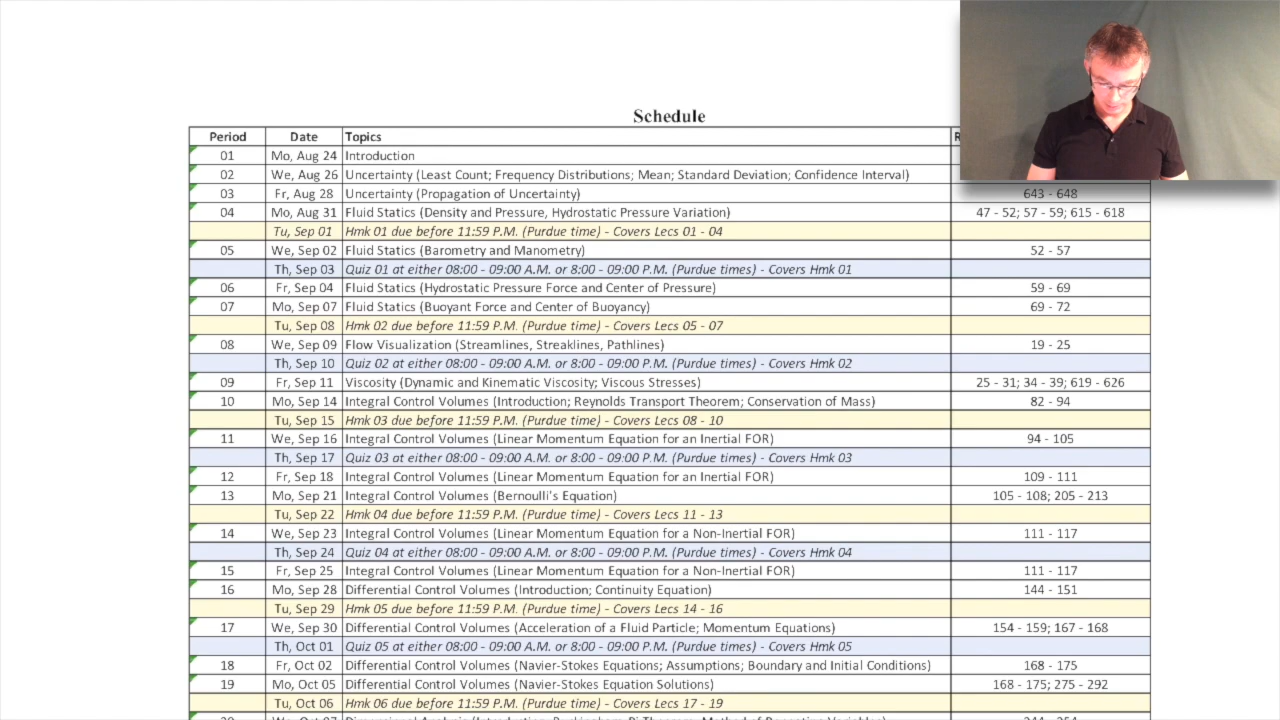 Schedule
Period Date Topics R
01 Mo, Aug 24 Introduction
02 We, Aug 26 Uncertainty (Least Count; Frequency Distributions; Mean; Standard Deviation; Confidence Interval)
03 Fr, Aug 28 Uncertainty (Propagation of Uncertainty) 643 - 648
04 Mo, Aug 31 Fluid Statics (Density and Pressure, Hydrostatic Pressure Variation) 47 - 52; 57 - 59; 615 - 618
Tu, Sep 01 Hmk 01 due before 11:59 P.M. (Purdue time) - Covers Lecs 01 - 04
05 We, Sep 02 Fluid Statics (Barometry and Manometry) 52 - 57
Th, Sep 03 Quiz 01 at either 08:00 - 09:00 A.M. or 8:00 - 09:00 P.M. (Purdue times) - Covers Hmk 01
06 Fr, Sep 04 Fluid Statics (Hydrostatic Pressure Force and Center of Pressure) 59 - 69
07 Mo, Sep 07 Fluid Statics (Buoyant Force and Center of Buoyancy) 69 - 72
Tu, Sep 08 Hmk 02 due before 11:59 P.M. (Purdue time) - Covers Lecs 05 - 07
08 We, Sep 09 Flow Visualization (Streamlines, Streaklines, Pathlines) 19 - 25
Th, Sep 10 Quiz 02 at either 08:00 - 09:00 A.M. or 8:00 - 09:00 P.M. (Purdue times) - Covers Hmk 02
09 Fr, Sep 11 Viscosity (Dynamic and Kinematic Viscosity; Viscous Stresses) 25 - 31; 34 - 39; 619 - 626
10 Mo, Sep 14 Integral Control Volumes (Introduction; Reynolds Transport Theorem; Conservation of Mass) 82 - 94
Tu, Sep 15 Hmk 03 due before 11:59 P.M. (Purdue time) - Covers Lecs 08 - 10
11 We, Sep 16 Integral Control Volumes (Linear Momentum Equation for an Inertial FOR) 94 - 105
Th, Sep 17 Quiz 03 at either 08:00 - 09:00 A.M. or 8:00 - 09:00 P.M. (Purdue times) - Covers Hmk 03
12 Fr, Sep 18 Integral Control Volumes (Linear Momentum Equation for an Inertial FOR) 109 - 111
13 Mo, Sep 21 Integral Control Volumes (Bernoulli's Equation) 105 - 108; 205 - 213
Tu, Sep 22 Hmk 04 due before 11:59 P.M. (Purdue time) - Covers Lecs 11 - 13
14 We, Sep 23 Integral Control Volumes (Linear Momentum Equation for a Non-Inertial FOR) 111 - 117
Th, Sep 24 Quiz 04 at either 08:00 - 09:00 A.M. or 8:00 - 09:00 P.M. (Purdue times) - Covers Hmk 04
15 Fr, Sep 25 Integral Control Volumes (Linear Momentum Equation for a Non-Inertial FOR) 111 - 117
16 Mo, Sep 28 Differential Control Volumes (Introduction; Continuity Equation) 144 - 151
Tu, Sep 29 Hmk 05 due before 11:59 P.M. (Purdue time) - Covers Lecs 14 - 16
17 We, Sep 30 Differential Control Volumes (Acceleration of a Fluid Particle; Momentum Equations) 154 - 159; 167 - 168
Th, Oct 01 Quiz 05 at either 08:00 - 09:00 A.M. or 8:00 - 09:00 P.M. (Purdue times) - Covers Hmk 05
18 Fr, Oct 02 Differential Control Volumes (Navier-Stokes Equations; Assumptions; Boundary and Initial Conditions) 168 - 175
19 Mo, Oct 05 Differential Control Volumes (Navier-Stokes Equation Solutions) 168 - 175; 275 - 292
Tu, Oct 06 Hmk 06 due before 11:59 P.M. (Purdue time) - Covers Lecs 17 - 19